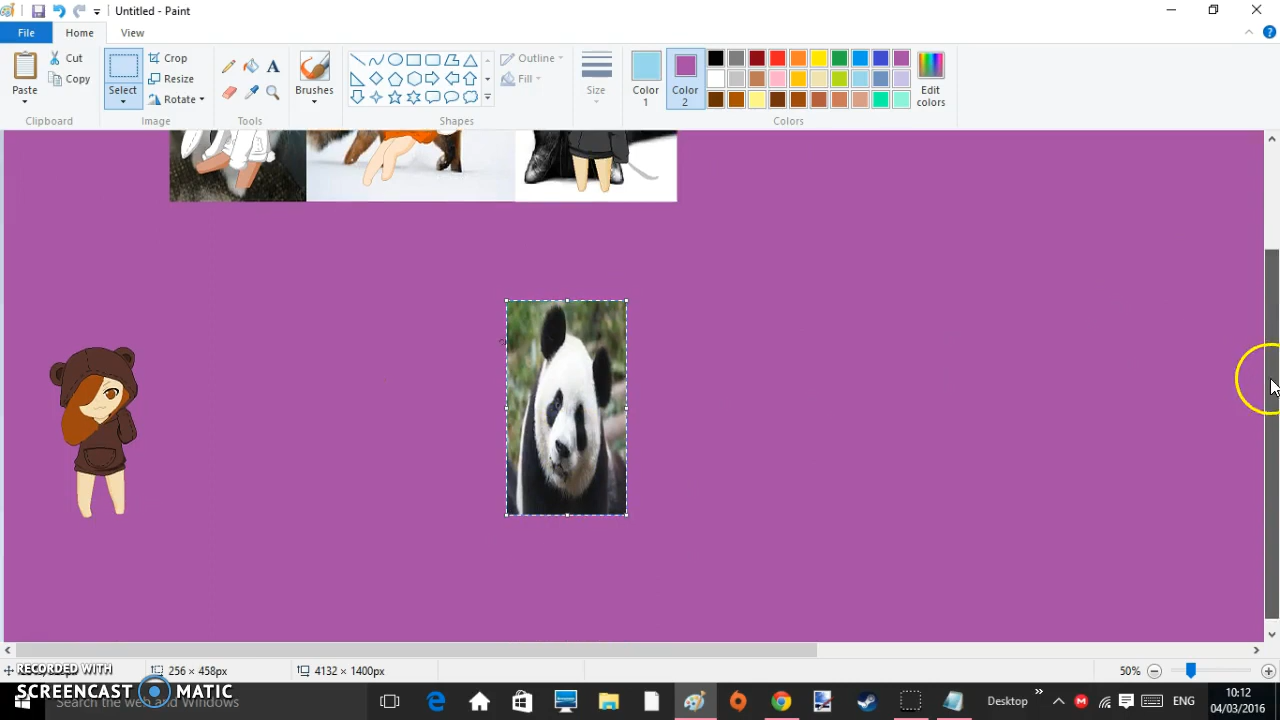 Untitled - Paint
File Home View
Paste
Cut
Copy
Clipboard
Select
Crop
Resize
Rotate
Image
A
Tools
Brushes
Shapes
Outline
Fill
Size
Color 1
Color 2
Edit colors
Colors
256 × 458px
4132 × 1400px
50%
RECORDED WITH
SCREENCAST MATIC
Search the web and Windows
Desktop
ENG
10:12
04/03/2016